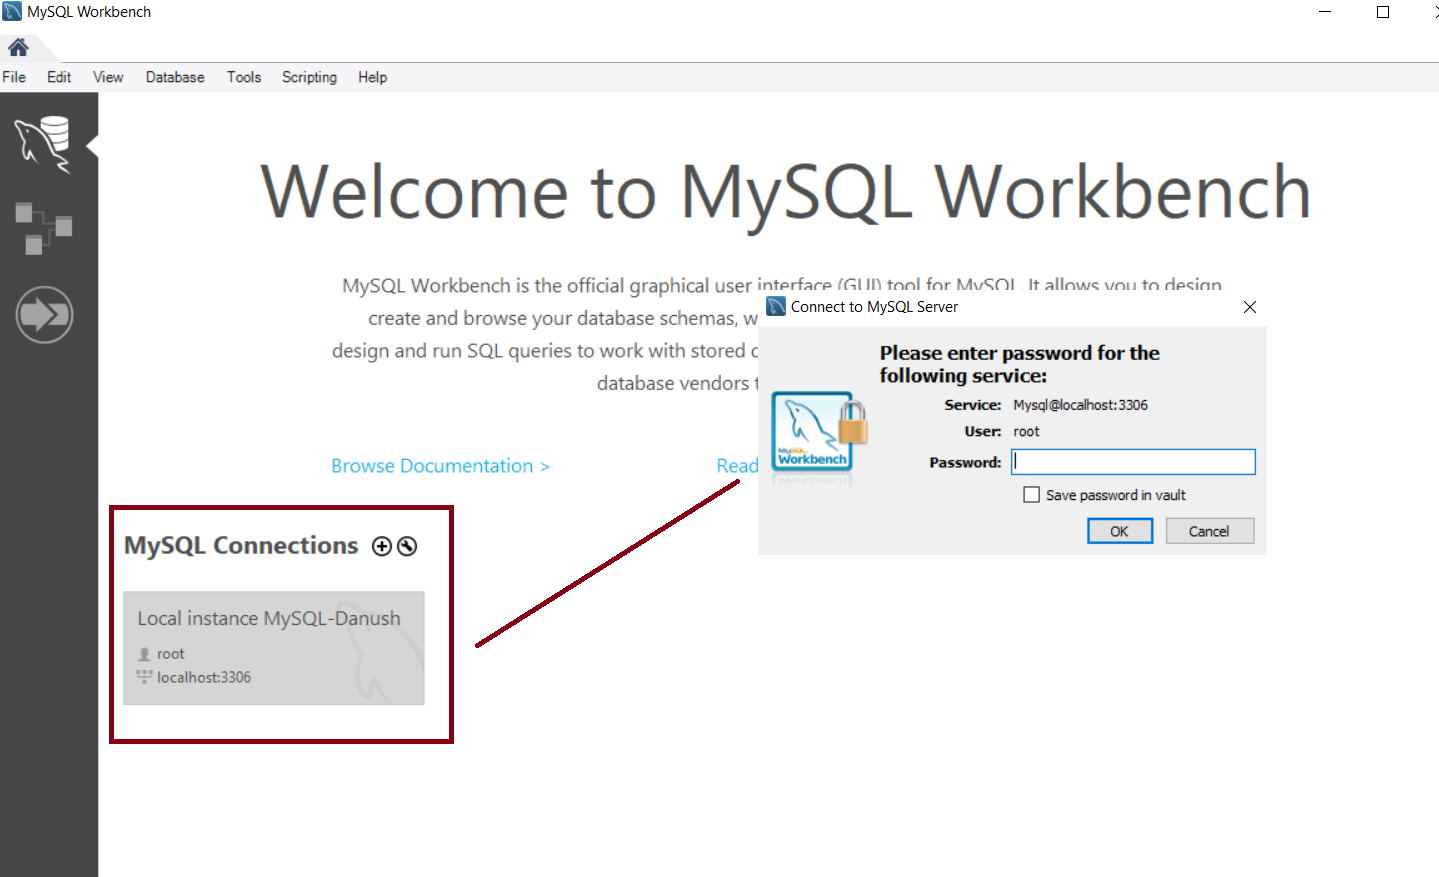 MySQL Workbench
File Edit View Database Tools Scripting Help
Welcome to MySQL Workbench
MySQL Workbench is the official graphical user interface (GUI) tool for MySQL. It allows you to design,
create and browse your database schemas, w
design and run SQL queries to work with stored
database vendors
Browse Documentation >
Read
MySQL Connections
Local instance MySQL-Danush
root
localhost:3306
Connect to MySQL Server
Please enter password for the
following service:
Service: Mysql@localhost:3306
User: root
Password:
MySQL
Workbench
Save password in vault
OK Cancel